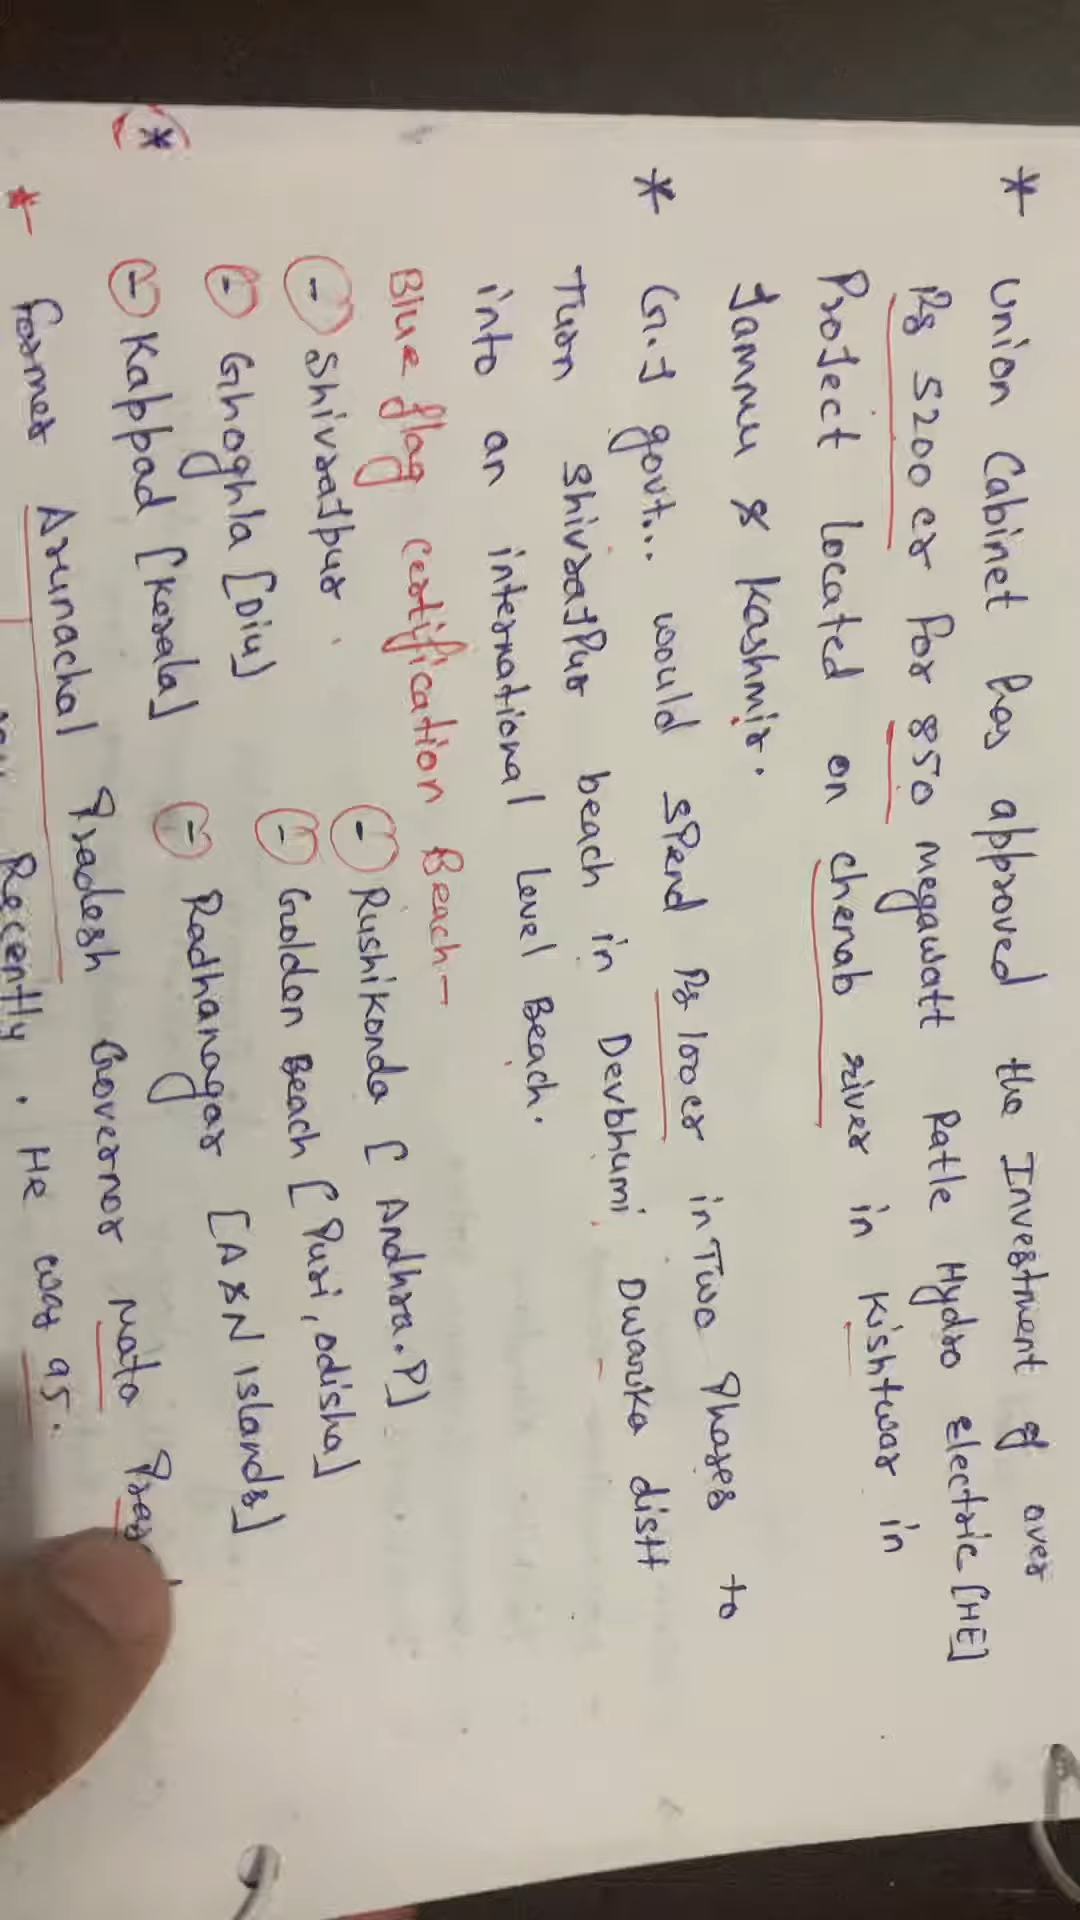 * Union Cabinet has approved the Investment of over
Rs 5200 cr for 850 megawatt Ratle Hydro electric [HE]
Project located on chenab river in Kishtwar in
Jammu & Kashmir.
* G.J govt... would spend Rs 100 cr in Two Phases to
Turn ShivrajPur beach in Devbhumi Dwarka distt
into an international level Beach.
Blue flag certification Beach-
- Shivrajpur - Rushikonda [Andhra.P]
- Ghoghla [Diu] - Golden Beach [Puri, odisha]
* - Kappad [Kerala] - Radhanagar [A & N islands]
* former Arunachal Pradesh Governor Mata
Recently. He was 95.